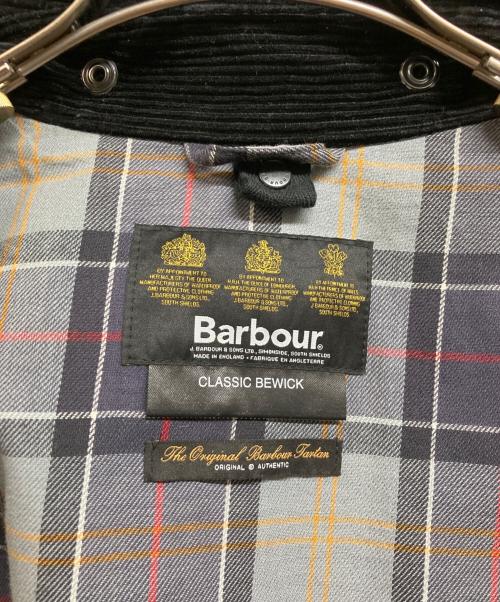 BY APPOINTMENT TO
HER MAJESTY THE QUEEN
MANUFACTURERS OF WATERPROOF
AND PROTECTIVE CLOTHING
J.BARBOUR & SONS LTD.,
SOUTH SHIELDS
BY APPOINTMENT TO
H.R.H. THE DUKE OF EDINBURGH
MANUFACTURERS OF WATERPROOF
AND PROTECTIVE CLOTHING
J.BARBOUR & SONS LTD.,
SOUTH SHIELDS
BY APPOINTMENT TO
H.R.H. THE PRINCE OF WALES
MANUFACTURERS OF WATERPROOF
AND PROTECTIVE CLOTHING
J.BARBOUR & SONS LTD.,
SOUTH SHIELDS
Barbour®
J. BARBOUR & SONS LTD., SIMONSIDE, SOUTH SHIELDS
MADE IN ENGLAND • FABRIQUE EN ANGLETERRE
CLASSIC BEWICK
The Original Barbour Tartan
ORIGINAL © AUTHENTIC